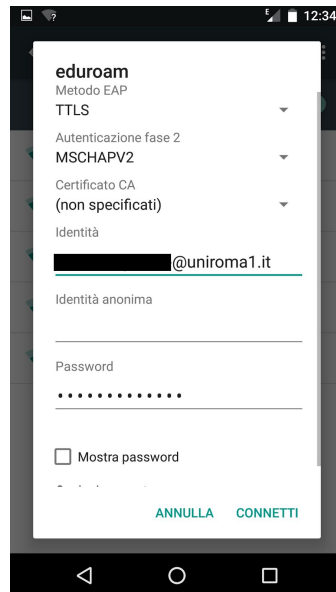 E
12:34
eduroam
Metodo EAP
TTLS
Autenticazione fase 2
MSCHAPV2
Certificato CA
(non specificati)
Identità
@uniroma1.it
Identità anonima
Password
•••••••••••••
Mostra password
ANNULLA CONNETTI